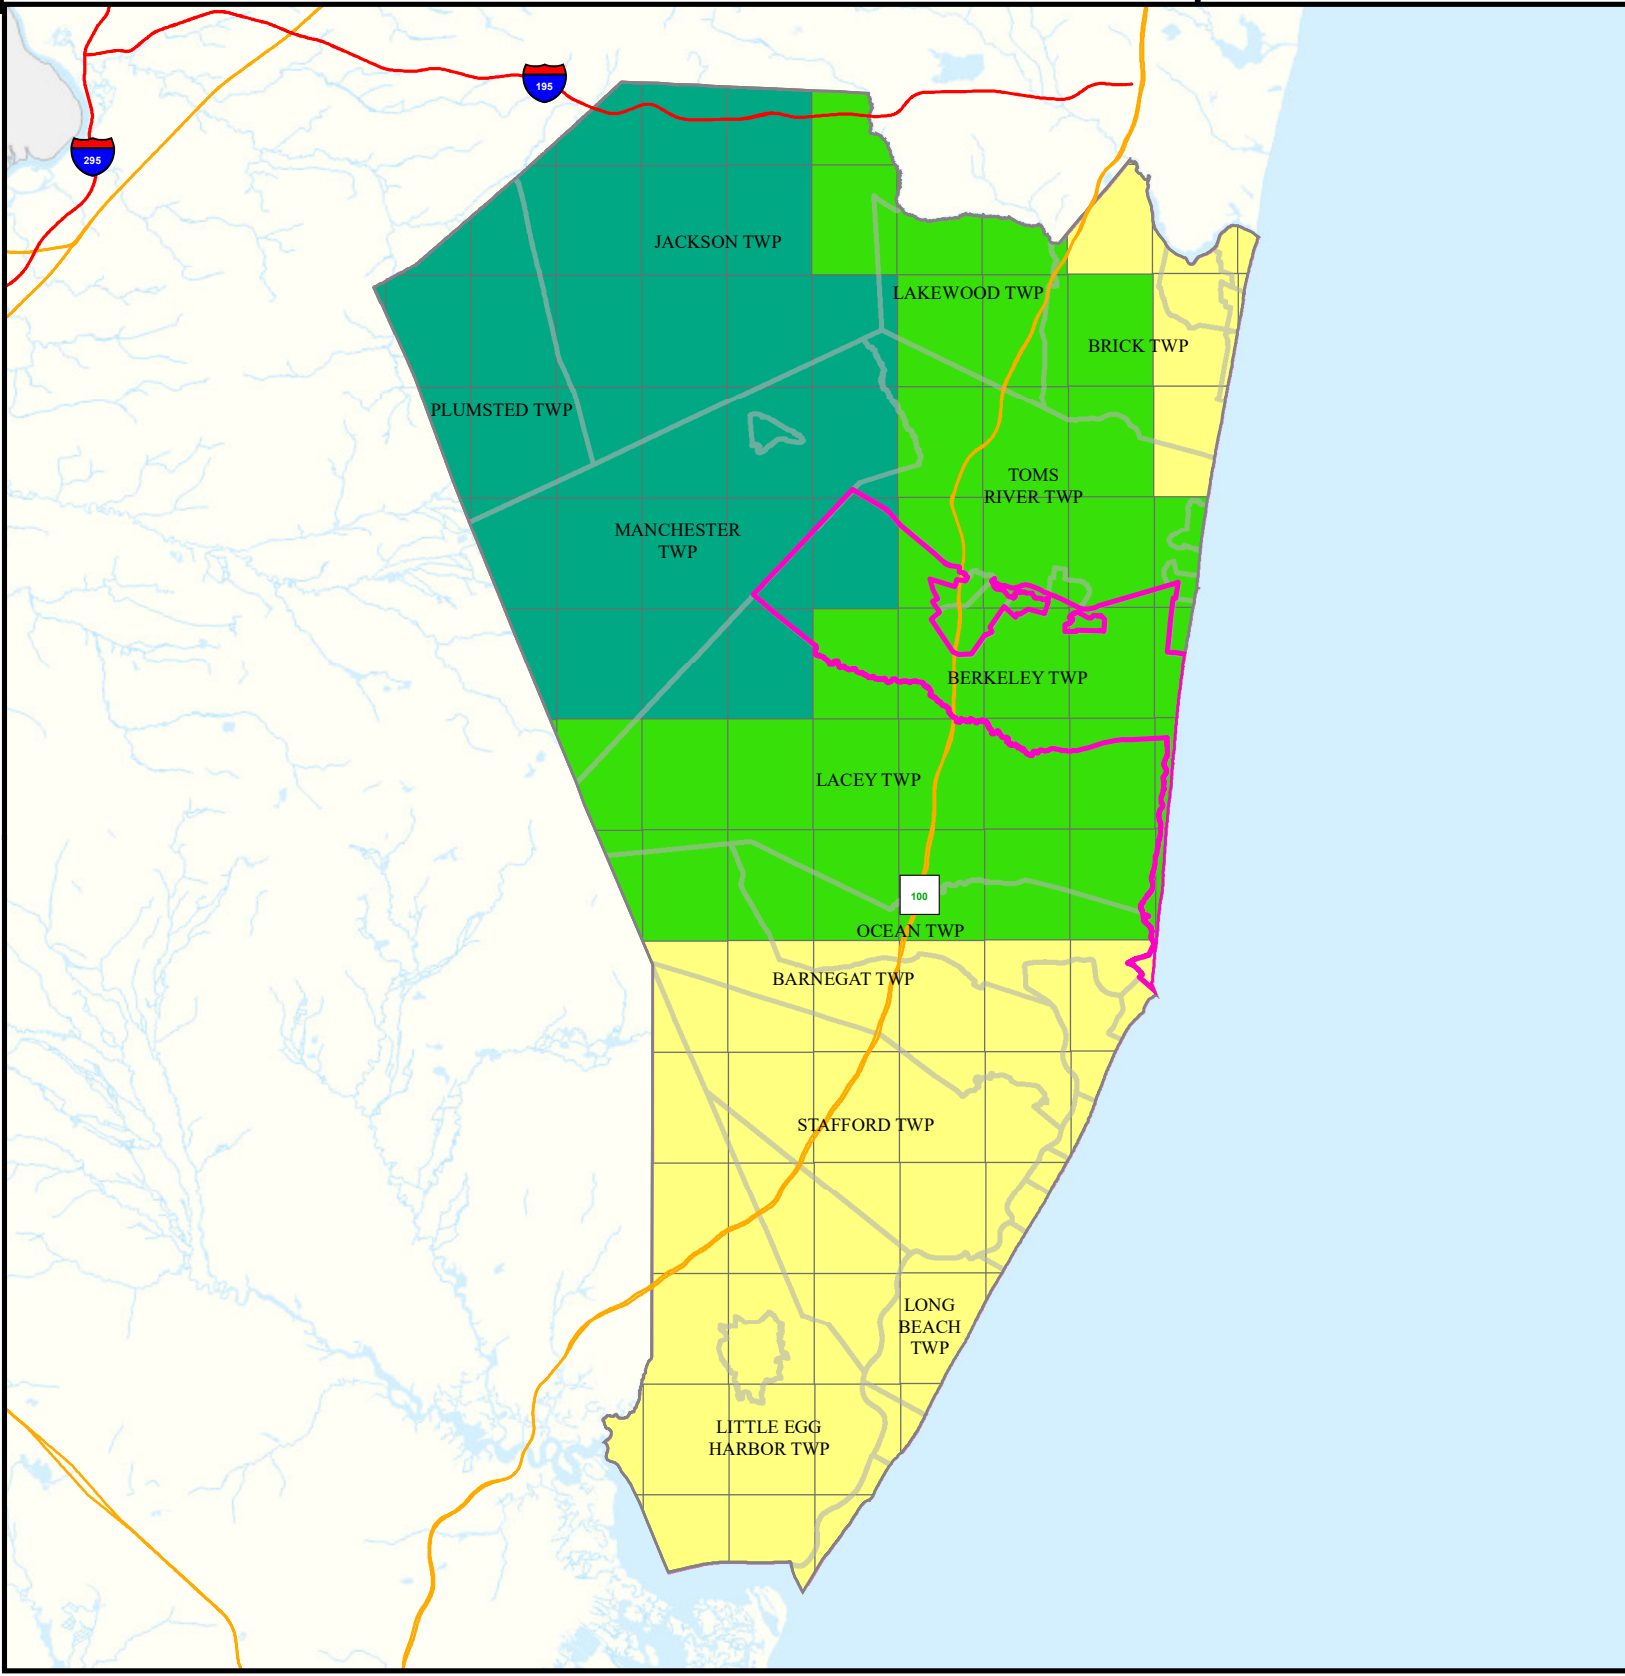 195
295
JACKSON TWP
LAKEWOOD TWP
BRICK TWP
PLUMSTED TWP
TOMS
RIVER TWP
MANCHESTER
TWP
BERKELEY TWP
LACEY TWP
100
OCEAN TWP
BARNEGAT TWP
STAFFORD TWP
LONG
BEACH
TWP
LITTLE EGG
HARBOR TWP